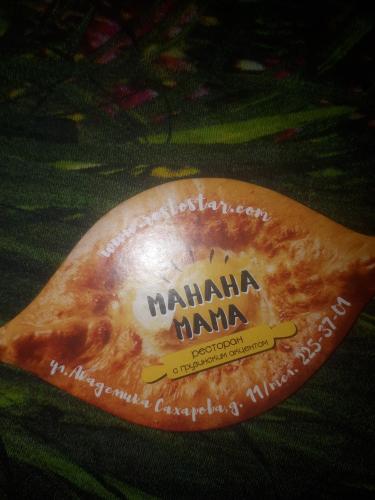 www.restostar.com
МАНАНА
МАМА
ресторан
с грузинским акцентом
ул. Академика Сахарова, д. 11/тел. 225-37-01